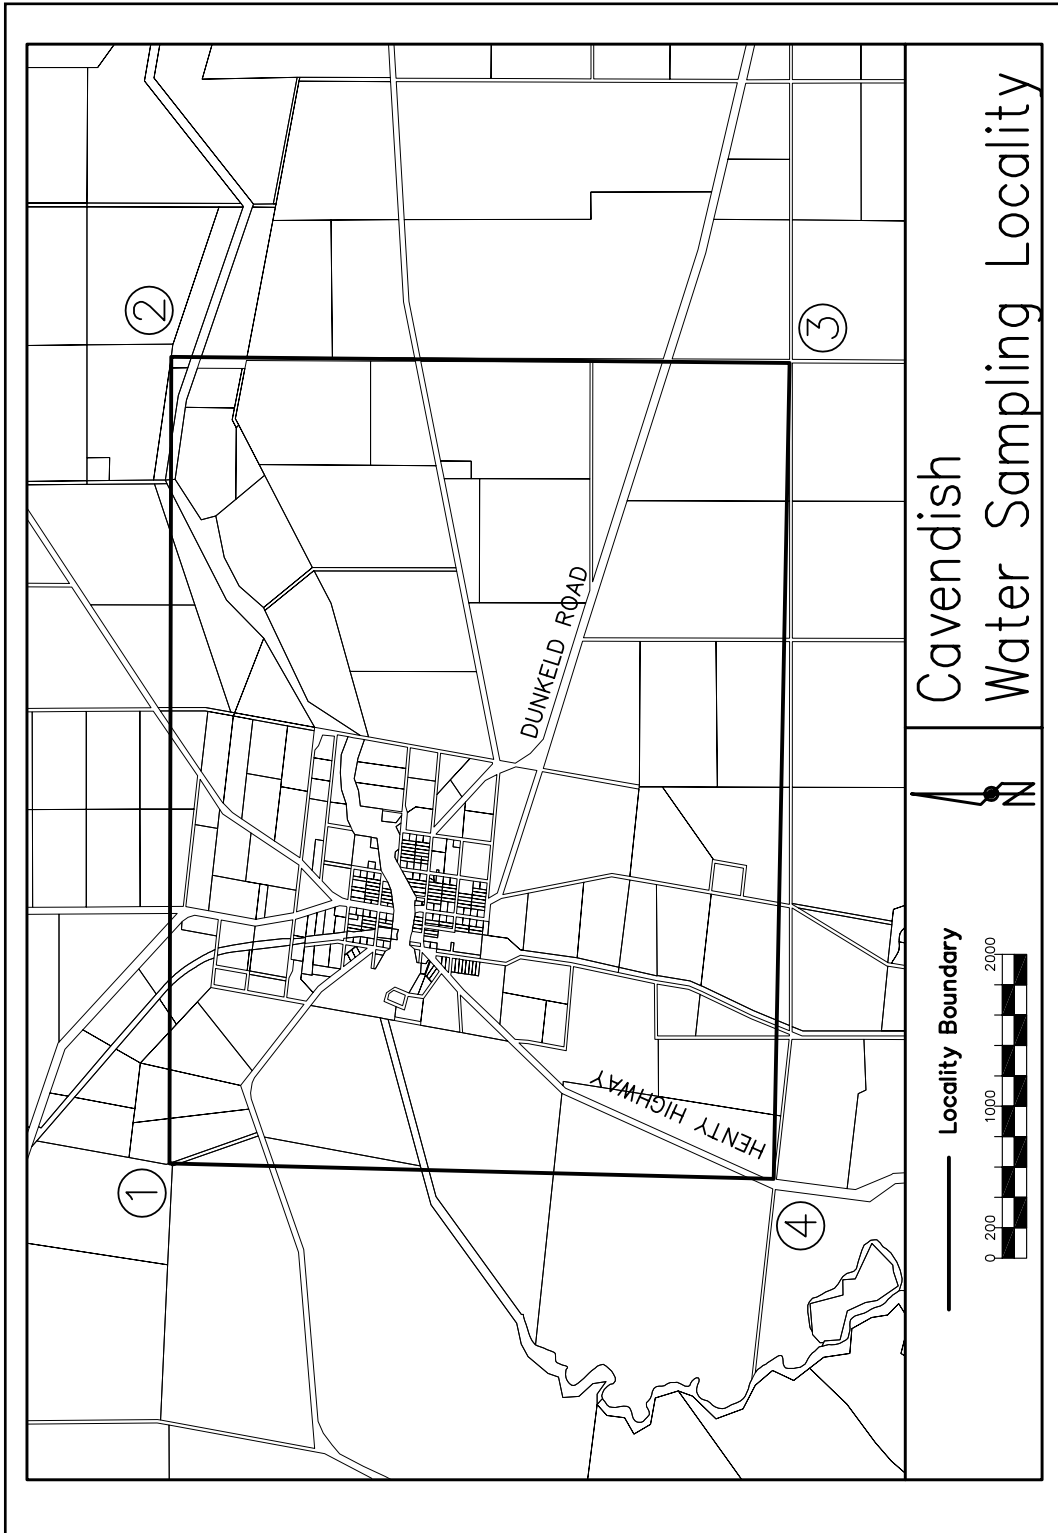 1
2
3
4
DUNKELD ROAD
HENTY HIGHWAY
Cavendish
Water Sampling Locality
N
Locality Boundary
0 200 1000 2000